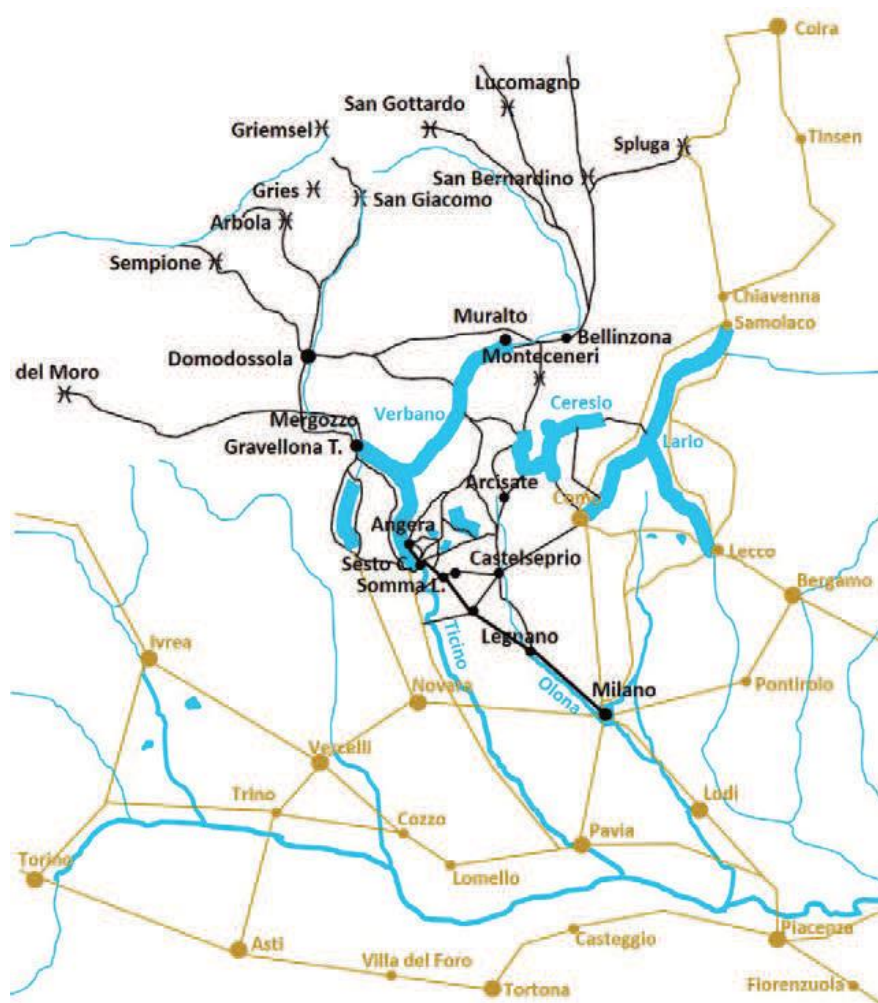 Coira
Lucomagno
San Gottardo
Griemsel
Tinsen
Spluga
San Bernardino
Gries
San Giacomo
Arbola
Sempione
Chiavenna
Samolaco
Muralto
Bellinzona
Domodossola
Monteceneri
del Moro
Verbano
Ceresio
Mergozzo
Lario
Gravellona T.
Arcisate
Como
Angera
Lecco
Sesto C.
Castelseprio
Somma L.
Bergamo
Ivrea
Ticino
Legnano
Olona
Milano
Pontirolo
Novara
Vercelli
Trino
Lodi
Cozzo
Pavia
Torino
Lomello
Asti
Casteggio
Piacenza
Villa del Foro
Tortona
Fiorenzuola